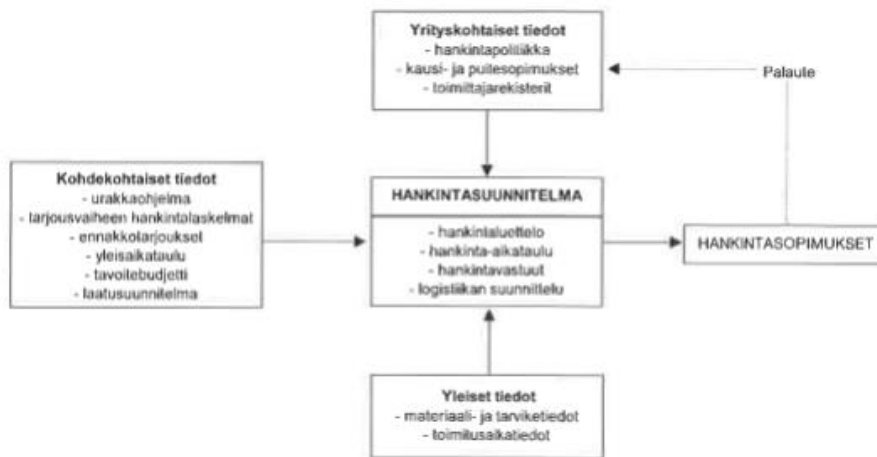 Yrityskohtaiset tiedot
- hankintapolitiikka
- kausi- ja puitesopimukset
- toimittajarekisterit
Palaute
Kohdekohtaiset tiedot
- urakkaohjelma
- tarjousvaiheen hankintalaskelmat
- ennakkotarjoukset
- yleisaikataulu
- tavoitebudjetti
- laatusuunnitelma
HANKINTASUUNNITELMA
- hankintaluettelo
- hankinta-aikataulu
- hankintavastuut
- logistiikan suunnittelu
HANKINTASOPIMUKSET
Yleiset tiedot
- materiaali- ja tarviketiedot
- toimitusaikatiedot